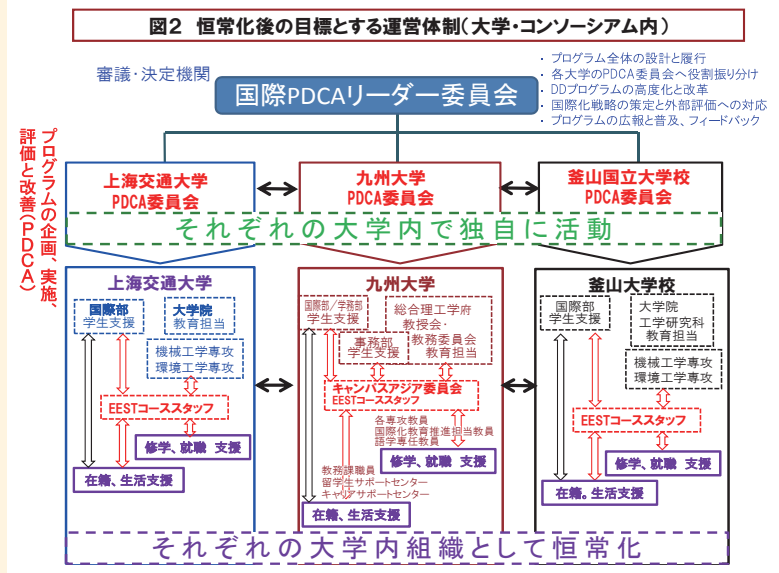 図2 恒常化後の目標とする運営体制(大学・コンソーシアム内)
審議・決定機関
国際PDCAリーダー委員会
・ プログラム全体の設計と履行
・ 各大学のPDCA委員会へ役割振り分け
・ DDプログラムの高度化と改革
・ 国際化戦略の策定と外部評価への対応
・ プログラムの広報と普及、フィードバック
プログラムの企画、実施、
評価と改善(PDCA)
上海交通大学
PDCA委員会
九州大学
PDCA委員会
釜山国立大学校
PDCA委員会
それぞれの大学内で独自に活動
上海交通大学
国際部
学生支援
大学院
教育担当
機械工学専攻
環境工学専攻
EESTコーススタッフ
修学、就職 支援
在籍、生活支援
九州大学
国際部/学務部
学生支援
総合理工学府
教授会・
教務委員会
教育担当
事務部
学生支援
キャンパスアジア委員会
EESTコーススタッフ
各専攻教員
国際化教育推進担当教員
語学専任教員
修学、就職 支援
教務課職員
留学生サポートセンター
キャリアサポートセンター
在籍、生活支援
釜山大学校
国際部
学生支援
大学院
工学研究科
教育担当
機械工学専攻
環境工学専攻
EESTコーススタッフ
修学、就職 支援
在籍。生活支援
それぞれの大学内組織として恒常化